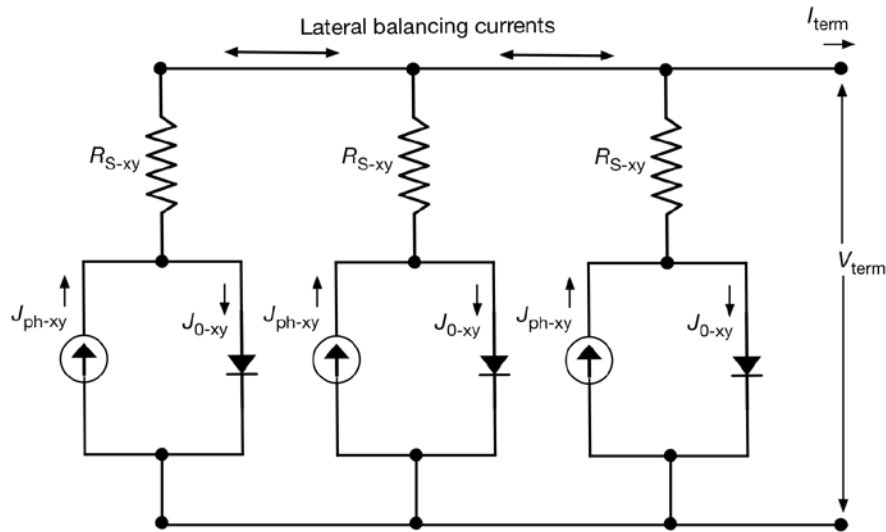 Lateral balancing currents
I_term
R_S-xy
R_S-xy
R_S-xy
V_term
J_ph-xy
J_0-xy
J_ph-xy
J_0-xy
J_ph-xy
J_0-xy